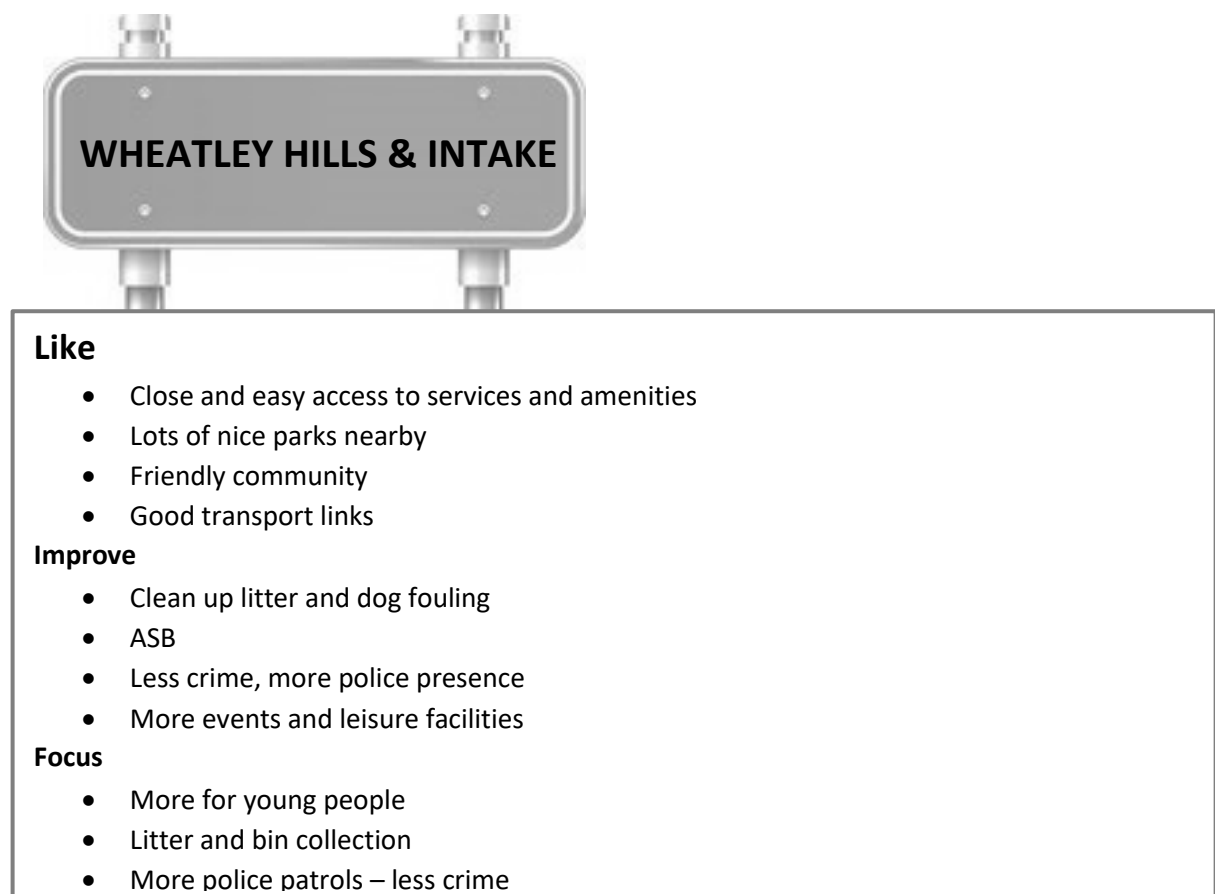 WHEATLEY HILLS & INTAKE
Like
• Close and easy access to services and amenities
• Lots of nice parks nearby
• Friendly community
• Good transport links
Improve
• Clean up litter and dog fouling
• ASB
• Less crime, more police presence
• More events and leisure facilities
Focus
• More for young people
• Litter and bin collection
• More police patrols – less crime